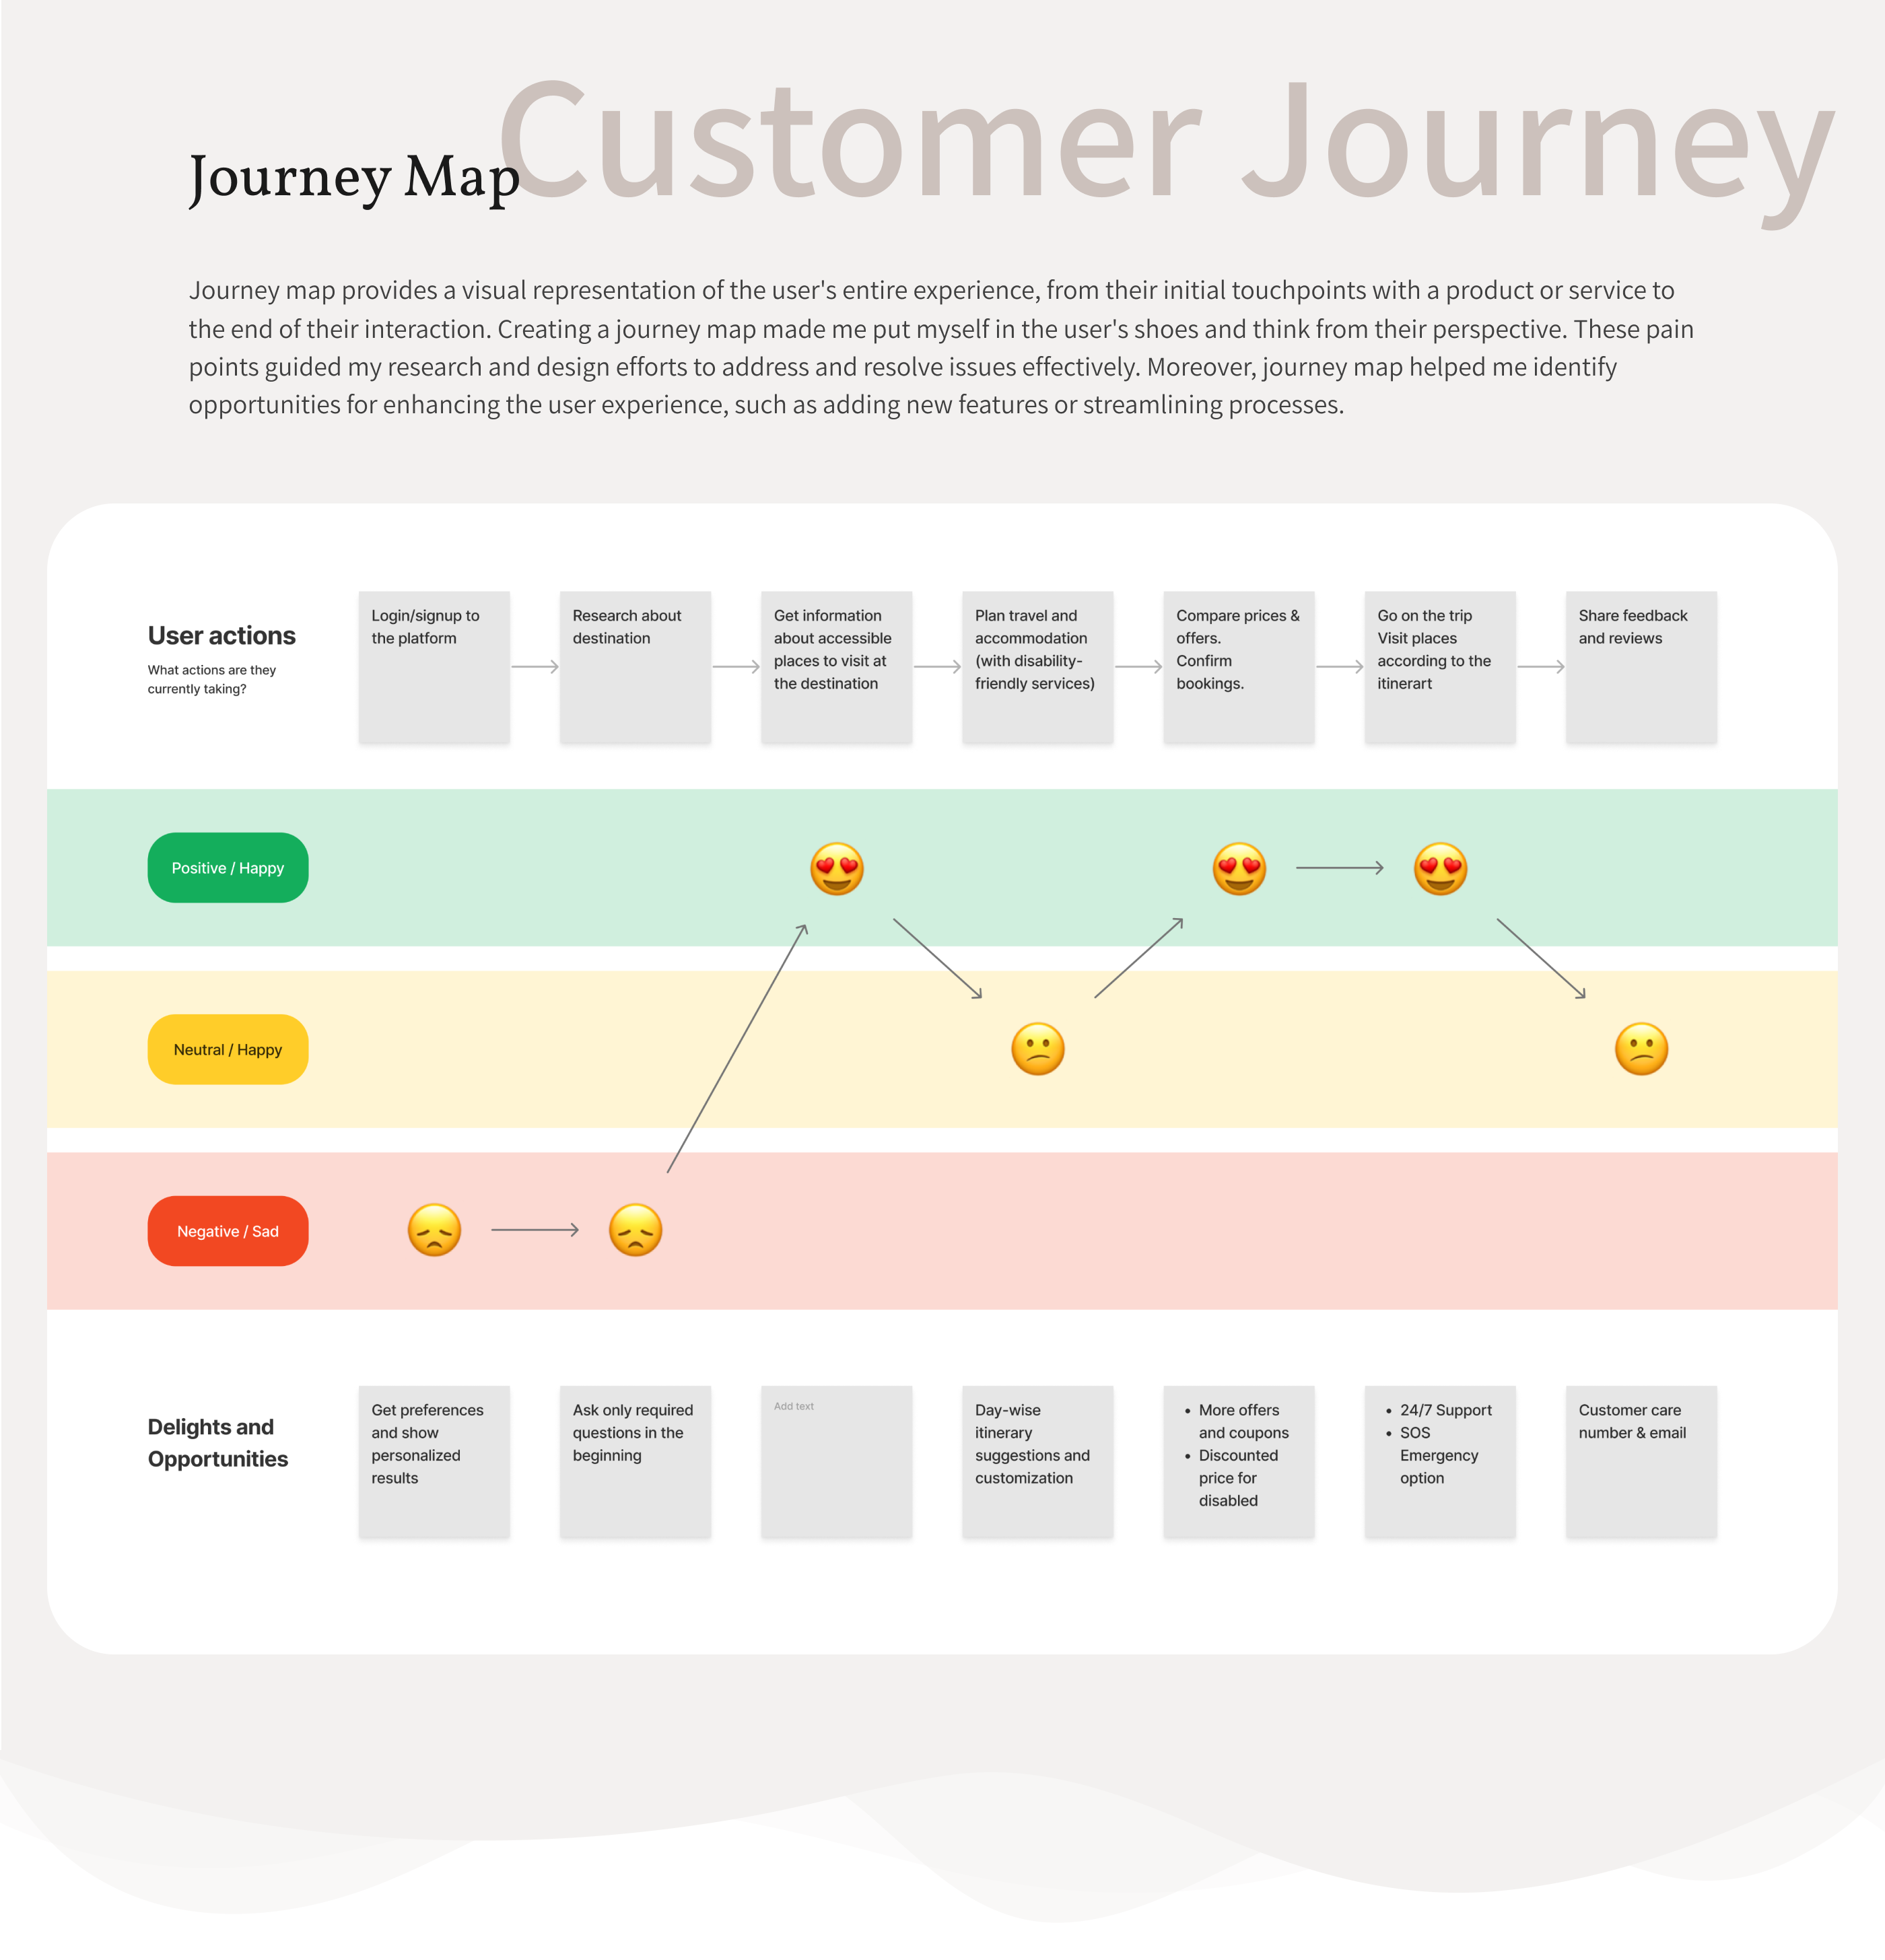 Customer Journey
Journey Map
Journey map provides a visual representation of the user's entire experience, from their initial touchpoints with a product or service to
the end of their interaction. Creating a journey map made me put myself in the user's shoes and think from their perspective. These pain
points guided my research and design efforts to address and resolve issues effectively. Moreover, journey map helped me identify
opportunities for enhancing the user experience, such as adding new features or streamlining processes.
User actions
What actions are they
currently taking?
Login/signup to
the platform
Research about
destination
Get information
about accessible
places to visit at
the destination
Plan travel and
accommodation
(with disability-
friendly services)
Compare prices &
offers.
Confirm
bookings.
Go on the trip
Visit places
according to the
itinerart
Share feedback
and reviews
Positive / Happy
Neutral / Happy
Negative / Sad
Delights and
Opportunities
Get preferences
and show
personalized
results
Ask only required
questions in the
beginning
Add text
Day-wise
itinerary
suggestions and
customization
• More offers
and coupons
• Discounted
price for
disabled
• 24/7 Support
• SOS
Emergency
option
Customer care
number & email